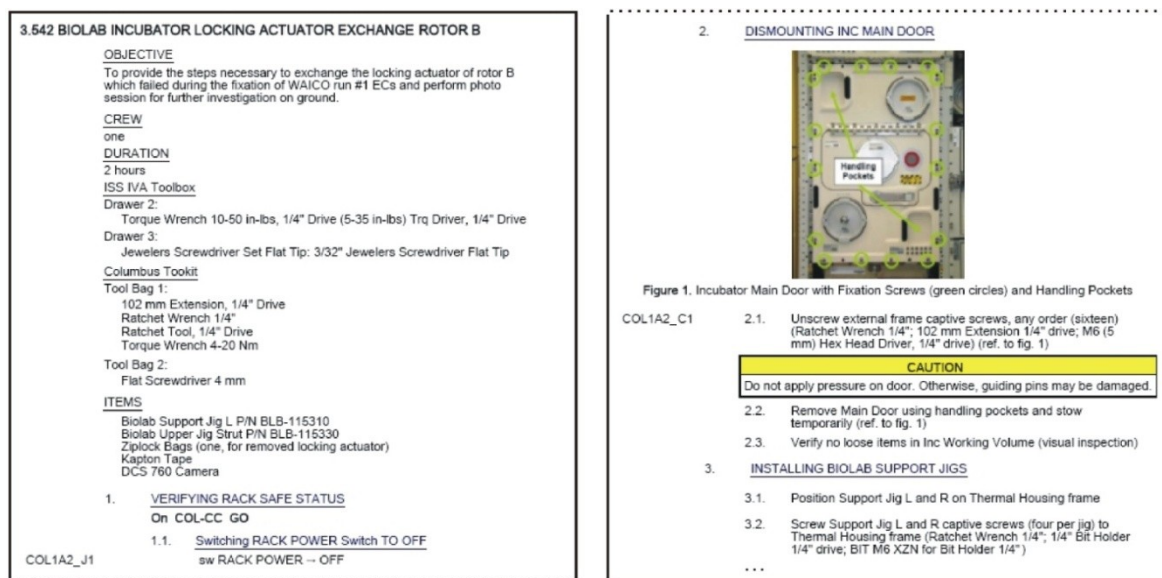 3.542 BIOLAB INCUBATOR LOCKING ACTUATOR EXCHANGE ROTOR B
OBJECTIVE
To provide the steps necessary to exchange the locking actuator of rotor B
which failed during the fixation of WAICO run #1 ECs and perform photo
session for further investigation on ground.
CREW
one
DURATION
2 hours
ISS IVA Toolbox
Drawer 2:
Torque Wrench 10-50 in-lbs, 1/4" Drive (5-35 in-lbs) Trq Driver, 1/4" Drive
Drawer 3:
Jewelers Screwdriver Set Flat Tip: 3/32" Jewelers Screwdriver Flat Tip
Columbus Tookit
Tool Bag 1:
102 mm Extension, 1/4" Drive
Ratchet Wrench 1/4"
Ratchet Tool, 1/4" Drive
Torque Wrench 4-20 Nm
Tool Bag 2:
Flat Screwdriver 4 mm
ITEMS
Biolab Support Jig L P/N BLB-115310
Biolab Upper Jig Strut P/N BLB-115330
Ziplock Bags (one, for removed locking actuator)
Kapton Tape
DCS 760 Camera
1. VERIFYING RACK SAFE STATUS
On COL-CC GO
1.1. Switching RACK POWER Switch TO OFF
COL1A2_J1 sw RACK POWER → OFF
2. DISMOUNTING INC MAIN DOOR
Handling
Pockets
Figure 1. Incubator Main Door with Fixation Screws (green circles) and Handling Pockets
COL1A2_C1 2.1. Unscrew external frame captive screws, any order (sixteen)
(Ratchet Wrench 1/4"; 102 mm Extension 1/4" drive; M6 (5
mm) Hex Head Driver, 1/4" drive) (ref. to fig. 1)
CAUTION
Do not apply pressure on door. Otherwise, guiding pins may be damaged.
2.2. Remove Main Door using handling pockets and stow
temporarily (ref. to fig. 1)
2.3. Verify no loose items in Inc Working Volume (visual inspection)
3. INSTALLING BIOLAB SUPPORT JIGS
3.1. Position Support Jig L and R on Thermal Housing frame
3.2. Screw Support Jig L and R captive screws (four per jig) to
Thermal Housing frame (Ratchet Wrench 1/4"; 1/4" Bit Holder
1/4" drive; BIT M6 XZN for Bit Holder 1/4")
...